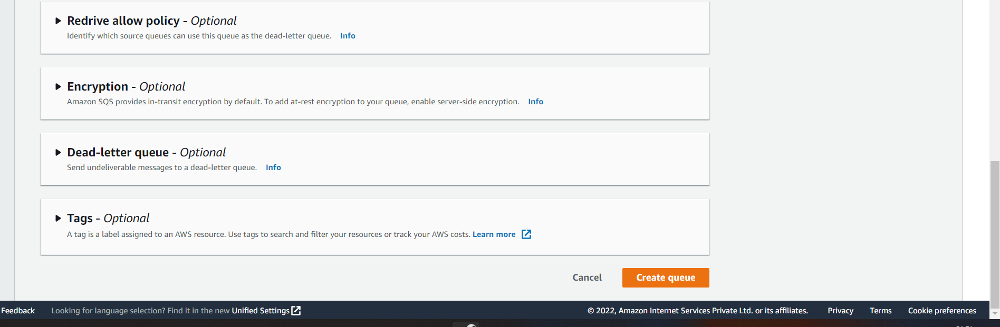 Redrive allow policy - Optional
Identify which source queues can use this queue as the dead-letter queue. Info
Encryption - Optional
Amazon SQS provides in-transit encryption by default. To add at-rest encryption to your queue, enable server-side encryption. Info
Dead-letter queue - Optional
Send undeliverable messages to a dead-letter queue. Info
Tags - Optional
A tag is a label assigned to an AWS resource. Use tags to search and filter your resources or track your AWS costs. Learn more
Cancel Create queue
Feedback Looking for language selection? Find it in the new Unified Settings © 2022, Amazon Internet Services Private Ltd. or its affiliates. Privacy Terms Cookie preferences